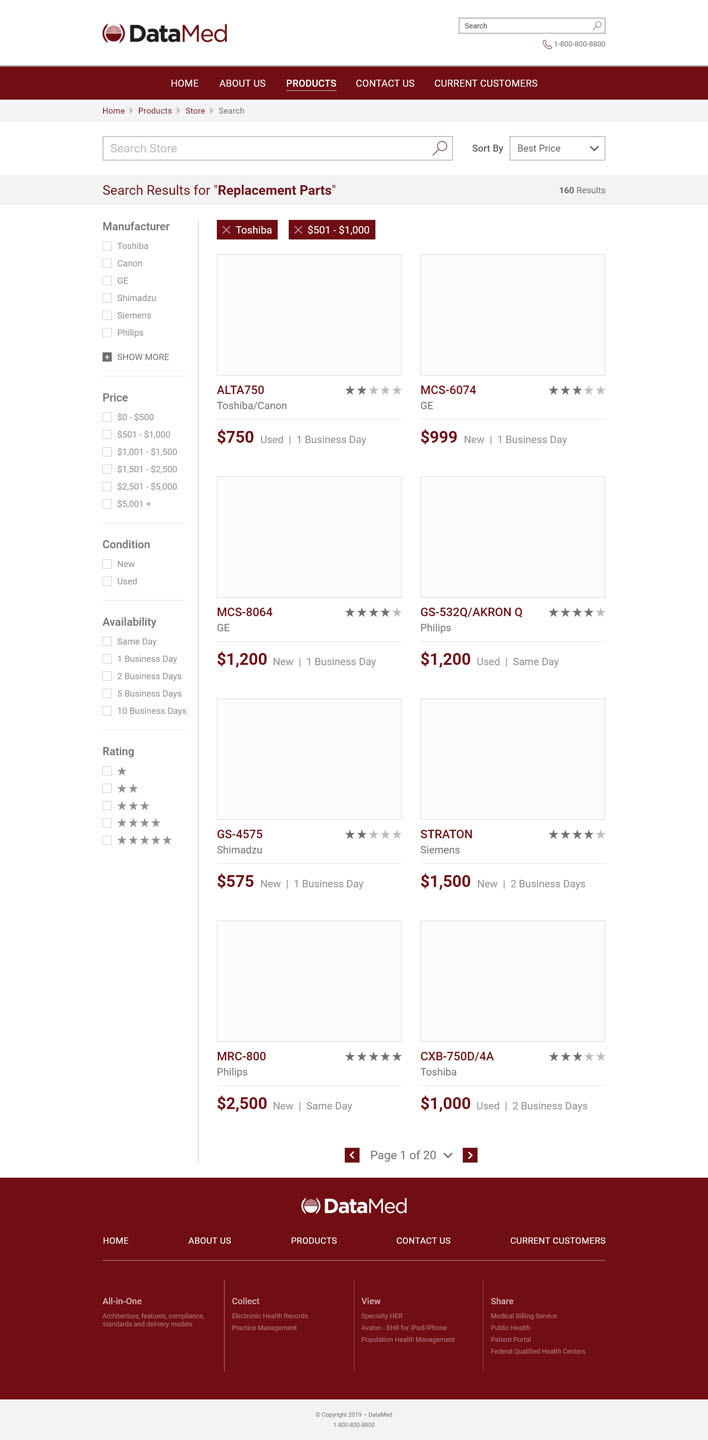 DataMed
Search
1-800-800-8800
HOME ABOUT US PRODUCTS CONTACT US CURRENT CUSTOMERS
Home Products Store Search
Search Store
Sort By Best Price
Search Results for "Replacement Parts"
160 Results
Manufacturer
Toshiba
Canon
GE
Shimadzu
Siemens
Philips
SHOW MORE
Price
$0 - $500
$501 - $1,000
$1,001 - $1,500
$1,501 - $2,500
$2,501 - $5,000
$5,001 +
Condition
New
Used
Availability
Same Day
1 Business Day
2 Business Days
5 Business Days
10 Business Days
Rating
Toshiba
$501 - $1,000
ALTA750
Toshiba/Canon
$750 Used | 1 Business Day
MCS-6074
GE
$999 New | 1 Business Day
MCS-8064
GE
$1,200 New | 1 Business Day
GS-532Q/AKRON Q
Philips
$1,200 Used | Same Day
GS-4575
Shimadzu
$575 New | 1 Business Day
STRATON
Siemens
$1,500 New | 2 Business Days
MRC-800
Philips
$2,500 New | Same Day
CXB-750D/4A
Toshiba
$1,000 Used | 2 Business Days
Page 1 of 20
DataMed
HOME ABOUT US PRODUCTS CONTACT US CURRENT CUSTOMERS
All-in-One
Architecture, features, compliance,
standards and delivery models
Collect
Electronic Health Records
Practice Management
View
Specialty HER
Avalon - EHR for iPad/iPhone
Population Health Management
Share
Medical Billing Service
Public Health
Patient Portal
Federal Qualified Health Centers
© Copyright 2019 – DataMed
1-800-800-8800